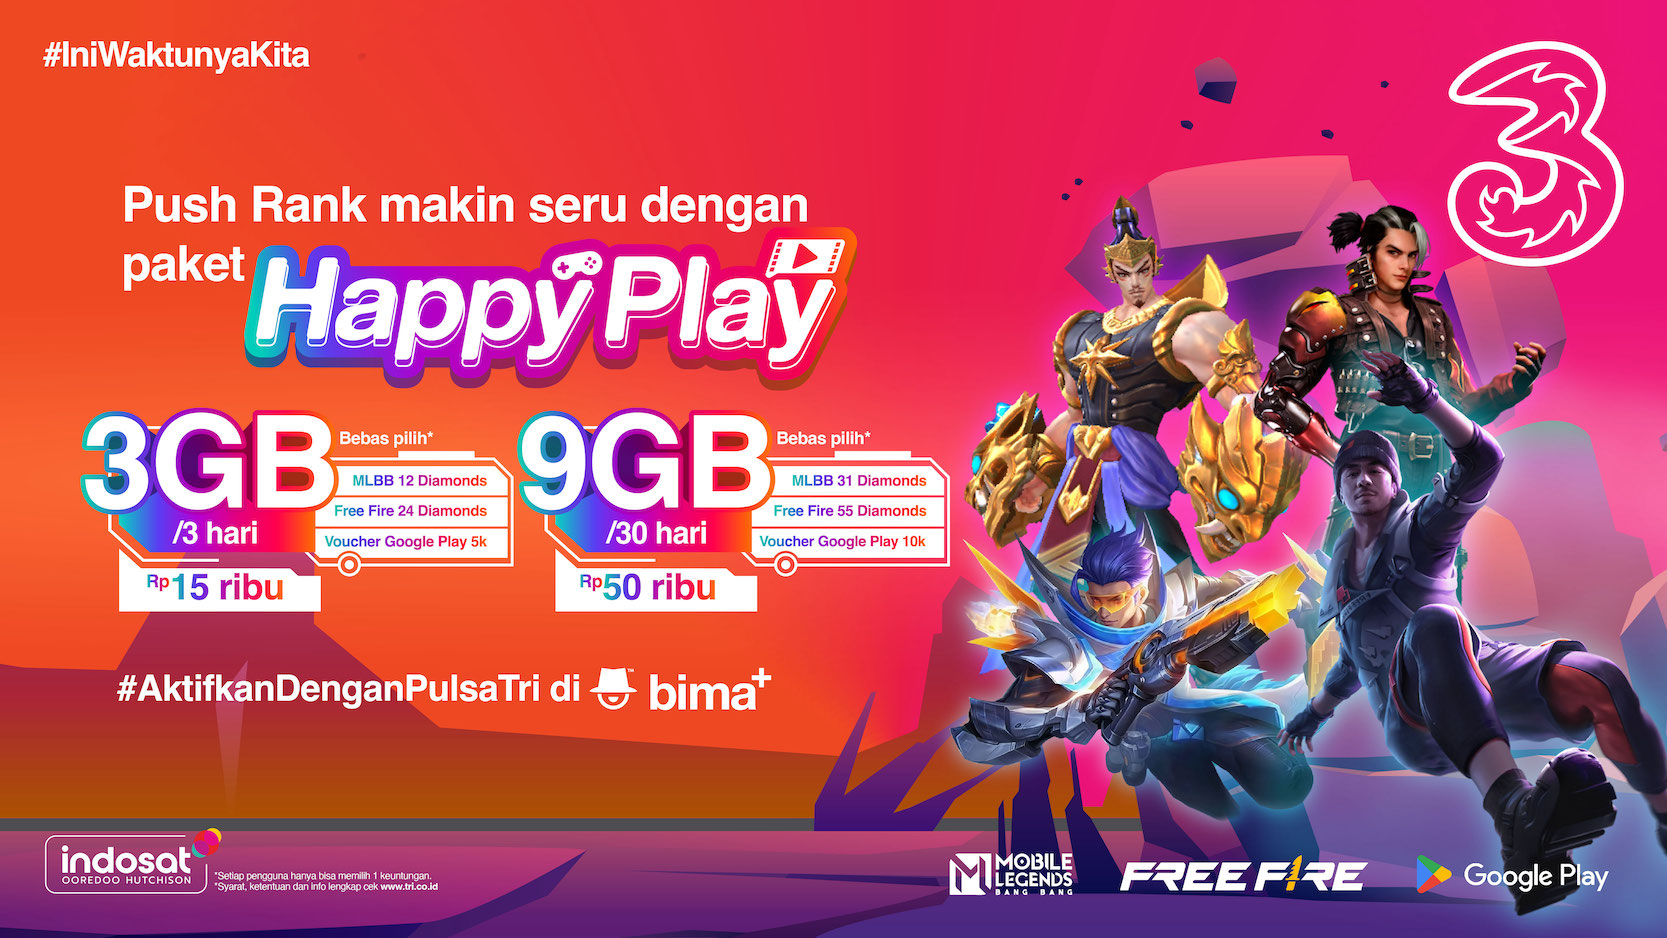 #IniWaktunyaKita
3
Push Rank makin seru dengan
paket Happy Play
3GB
/3 hari
Rp15 ribu
Bebas pilih*
MLBB 12 Diamonds
Free Fire 24 Diamonds
Voucher Google Play 5k
9GB
/30 hari
Rp50 ribu
Bebas pilih*
MLBB 31 Diamonds
Free Fire 55 Diamonds
Voucher Google Play 10k
#AktifkanDenganPulsaTri di bima+
indosat
OOREDOO HUTCHISON
*Setiap pengguna hanya bisa memilih 1 keuntungan.
*Syarat, ketentuan dan info lengkap cek www.tri.co.id
MOBILE
LEGENDS
BANG BANG
FREE FIRE
Google Play